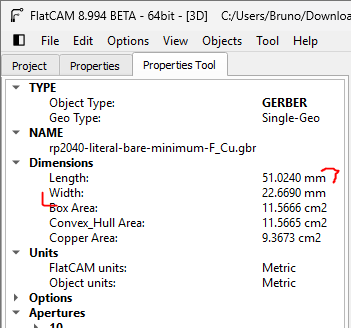 FlatCAM 8.994 BETA - 64bit - [3D] C:/Users/Bruno/Downloa
File Edit Options View Objects Tool
Project Properties Properties Tool
TYPE
Object Type: GERBER
Geo Type: Single-Geo
NAME
rp2040-literal-bare-minimum-F_Cu.gbr
Dimensions
Length: 51.0240 mm
Width: 22.6690 mm
Box Area: 11.5666 cm2
Convex_Hull Area: 11.5665 cm2
Copper Area: 9.3673 cm2
Units
FlatCAM units: Metric
Object units: Metric
Options
Apertures
10